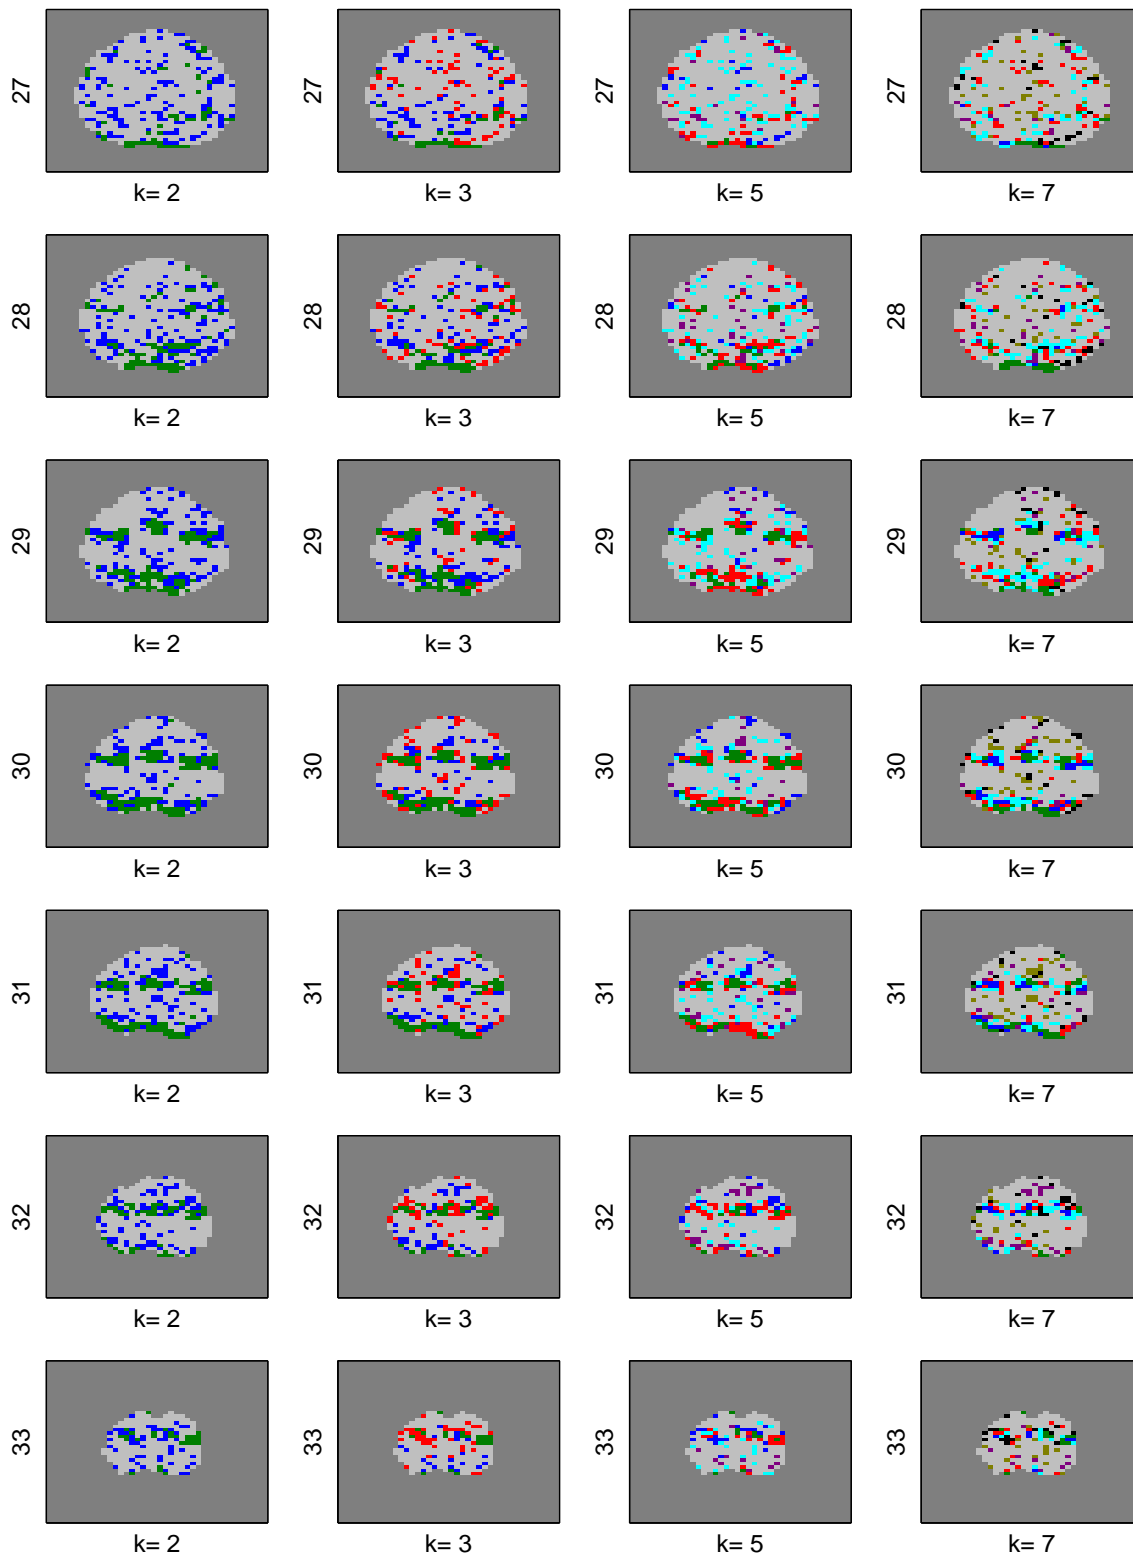 27 27 27 27
k= 2 k= 3 k= 5 k= 7
28 28 28 28
k= 2 k= 3 k= 5 k= 7
29 29 29 29
k= 2 k= 3 k= 5 k= 7
30 30 30 30
k= 2 k= 3 k= 5 k= 7
31 31 31 31
k= 2 k= 3 k= 5 k= 7
32 32 32 32
k= 2 k= 3 k= 5 k= 7
33 33 33 33
k= 2 k= 3 k= 5 k= 7